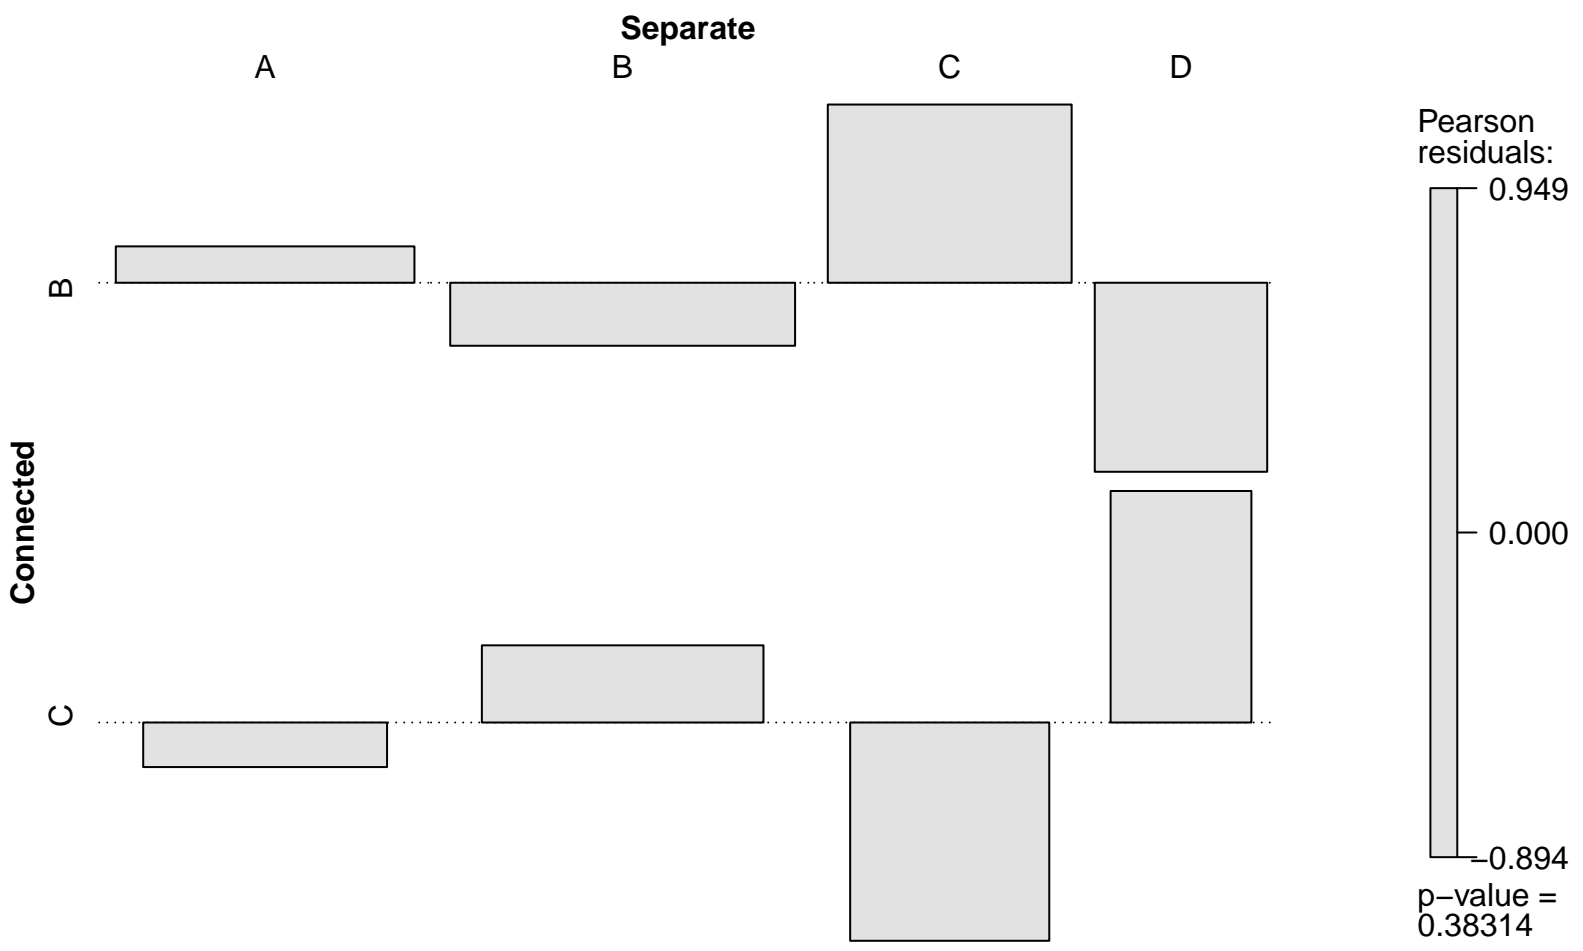 Separate
A B C D
Pearson
residuals:
0.949
B
Connected
0.000
C
−0.894
p−value =
0.38314